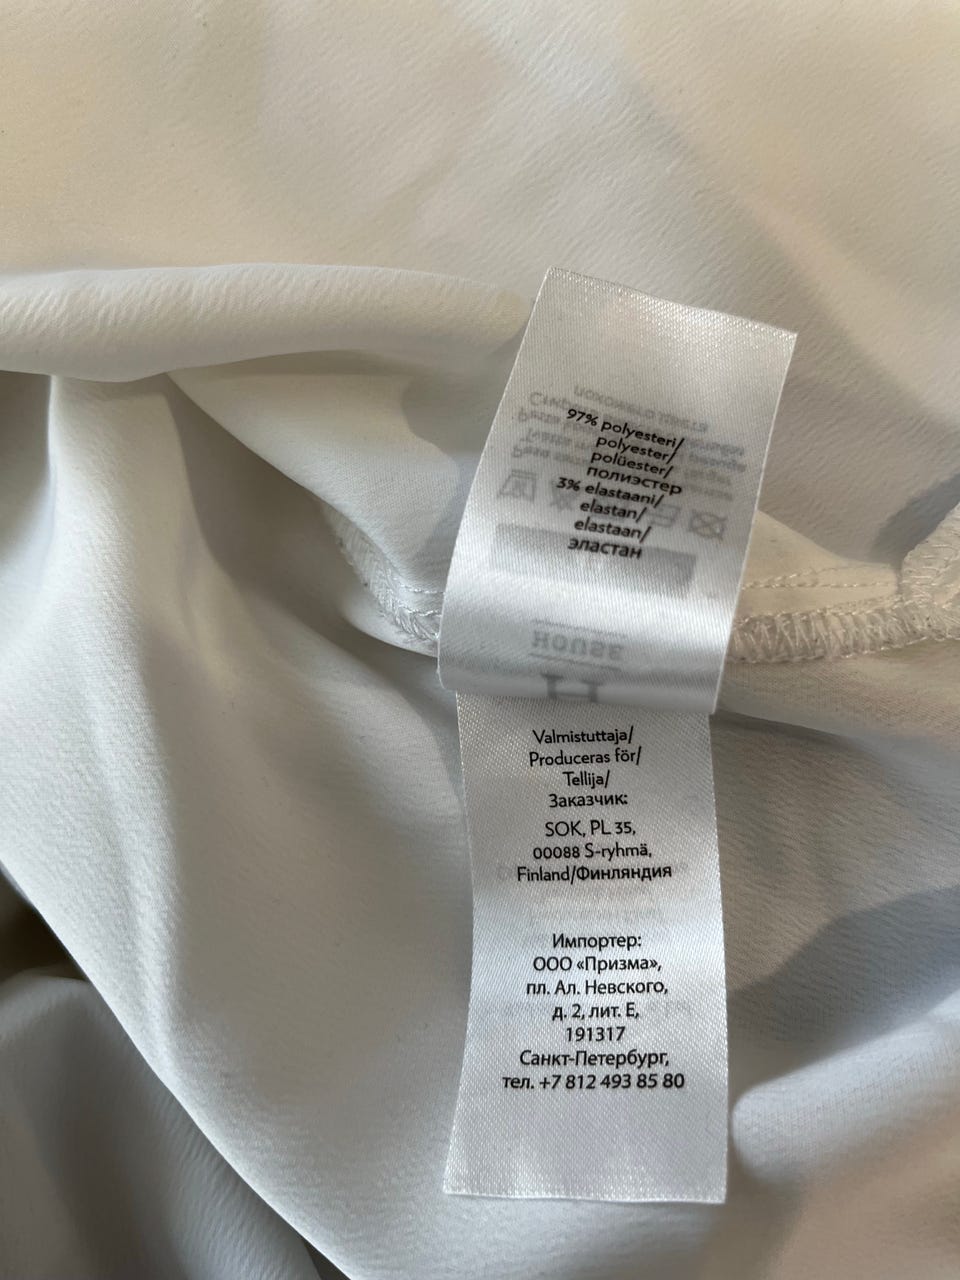 97% polyesteri/
polyester/
polüester/
полиэстер
3% elastaani/
elastan/
elastaan/
эластан
HOUSE
Valmistuttaja/
Produceras för/
Tellija/
Заказчик:
SOK, PL 35,
00088 S-ryhmä,
Finland/Финляндия
Импортер:
ООО «Призма»,
пл. Ал. Невского,
д. 2, лит. Е,
191317
Санкт-Петербург,
тел. +7 812 493 85 80